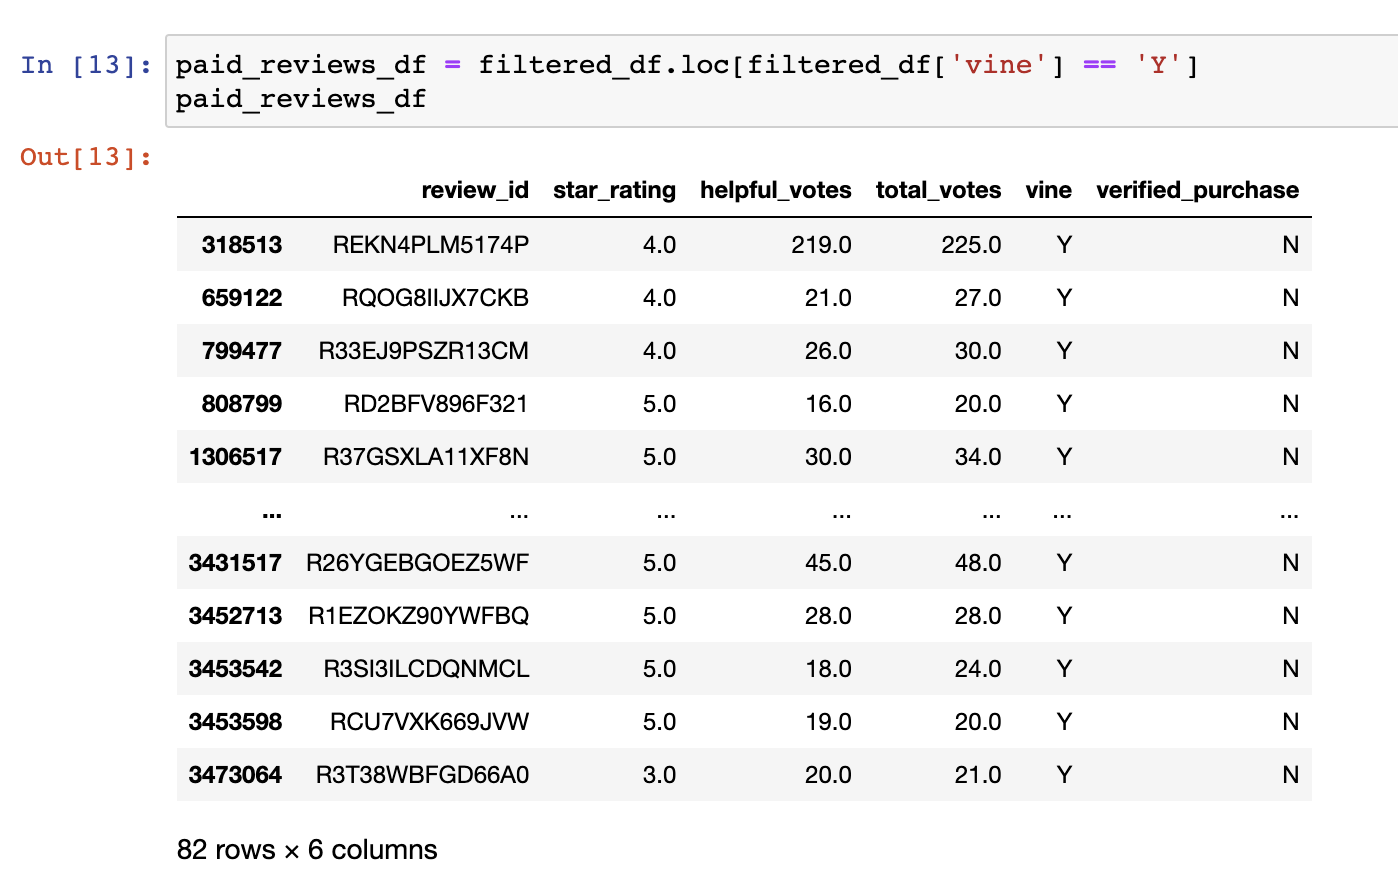 In [13]: paid_reviews_df = filtered_df.loc[filtered_df['vine'] == 'Y']
paid_reviews_df
Out[13]:
review_id star_rating helpful_votes total_votes vine verified_purchase
318513 REKN4PLM5174P 4.0 219.0 225.0 Y N
659122 RQOG8IIJX7CKB 4.0 21.0 27.0 Y N
799477 R33EJ9PSZR13CM 4.0 26.0 30.0 Y N
808799 RD2BFV896F321 5.0 16.0 20.0 Y N
1306517 R37GSXLA11XF8N 5.0 30.0 34.0 Y N
... ... ... ... ... ... ...
3431517 R26YGEBGOEZ5WF 5.0 45.0 48.0 Y N
3452713 R1EZOKZ90YWFBQ 5.0 28.0 28.0 Y N
3453542 R3SI3ILCDQNMCL 5.0 18.0 24.0 Y N
3453598 RCU7VXK669JVW 5.0 19.0 20.0 Y N
3473064 R3T38WBFGD66A0 3.0 20.0 21.0 Y N
82 rows × 6 columns